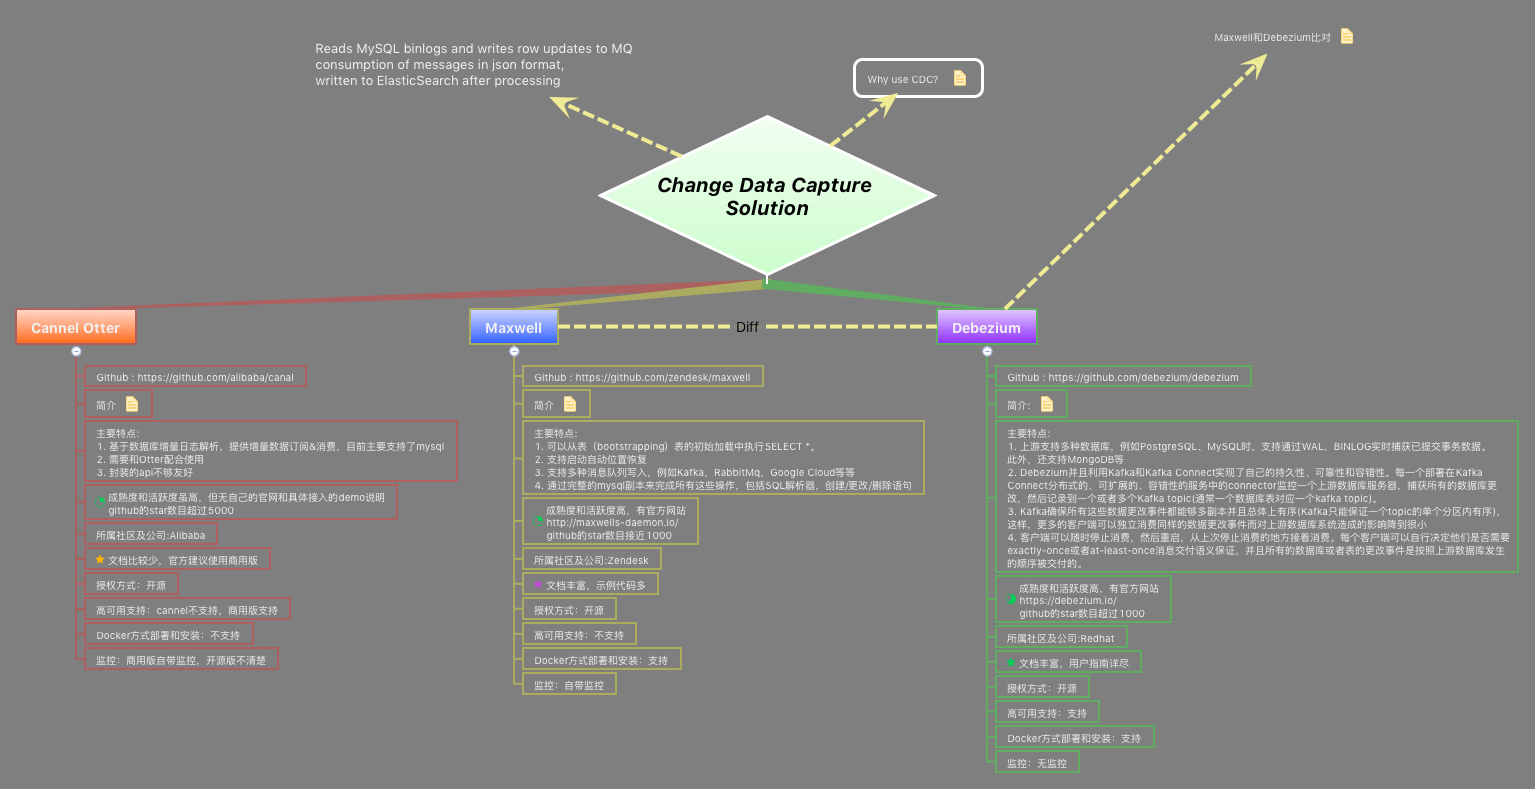 Reads MySQL binlogs and writes row updates to MQ
consumption of messages in json format,
written to ElasticSearch after processing
Why use CDC?
Maxwell和Debezium比对
Change Data Capture
Solution
Cannel Otter
Github : https://github.com/alibaba/canal
简介
主要特点:
1. 基于数据库增量日志解析，提供增量数据订阅&消费，目前主要支持了mysql
2. 需要和Otter配合使用
3. 封装的api不够友好
成熟度和活跃度虽高，但无自己的官网和具体接入的demo说明
github的star数目超过5000
所属社区及公司:Alibaba
文档比较少，官方建议使用商用版
授权方式：开源
高可用支持：cannel不支持，商用版支持
Docker方式部署和安装：不支持
监控：商用版自带监控，开源版不清楚
Maxwell
Diff
Github : https://github.com/zendesk/maxwell
简介
主要特点:
1. 可以从表（bootstrapping）表的初始加载中执行SELECT *。
2. 支持启动自动位置恢复
3. 支持多种消息队列写入，例如Kafka，RabbitMq，Google Cloud等等
4. 通过完整的mysql副本来完成所有这些操作，包括SQL解析器，创建/更改/删除语句
成熟度和活跃度高，有官方网站
http://maxwells-daemon.io/
github的star数目接近1000
所属社区及公司:Zendesk
文档丰富，示例代码多
授权方式：开源
高可用支持：不支持
Docker方式部署和安装：支持
监控：自带监控
Debezium
Github : https://github.com/debezium/debezium
简介:
主要特点:
1. 上游支持多种数据库，例如PostgreSQL、MySQL时，支持通过WAL、BINLOG实时捕获已提交事务数据，
此外，还支持MongoDB等
2. Debezium并且利用Kafka和Kafka Connect实现了自己的持久性、可靠性和容错性。每一个部署在Kafka
Connect分布式的、可扩展的、容错性的服务中的connector监控一个上游数据库服务器，捕获所有的数据库更
改，然后记录到一个或者多个Kafka topic(通常一个数据库表对应一个kafka topic)。
3. Kafka确保所有这些数据更改事件都能够多副本并且总体上有序(Kafka只能保证一个topic的单个分区内有序)，
这样，更多的客户端可以独立消费同样的数据更改事件而对上游数据库系统造成的影响降到很小
4. 客户端可以随时停止消费，然后重启，从上次停止消费的地方接着消费。每个客户端可以自行决定他们是否需要
exactly-once或者at-least-once消息交付语义保证，并且所有的数据库或者表的更改事件是按照上游数据库发生
的顺序被交付的。
成熟度和活跃度高，有官方网站
https://debezium.io/
github的star数目超过1000
所属社区及公司:Redhat
文档丰富，用户指南详尽
授权方式：开源
高可用支持：支持
Docker方式部署和安装：支持
监控：无监控